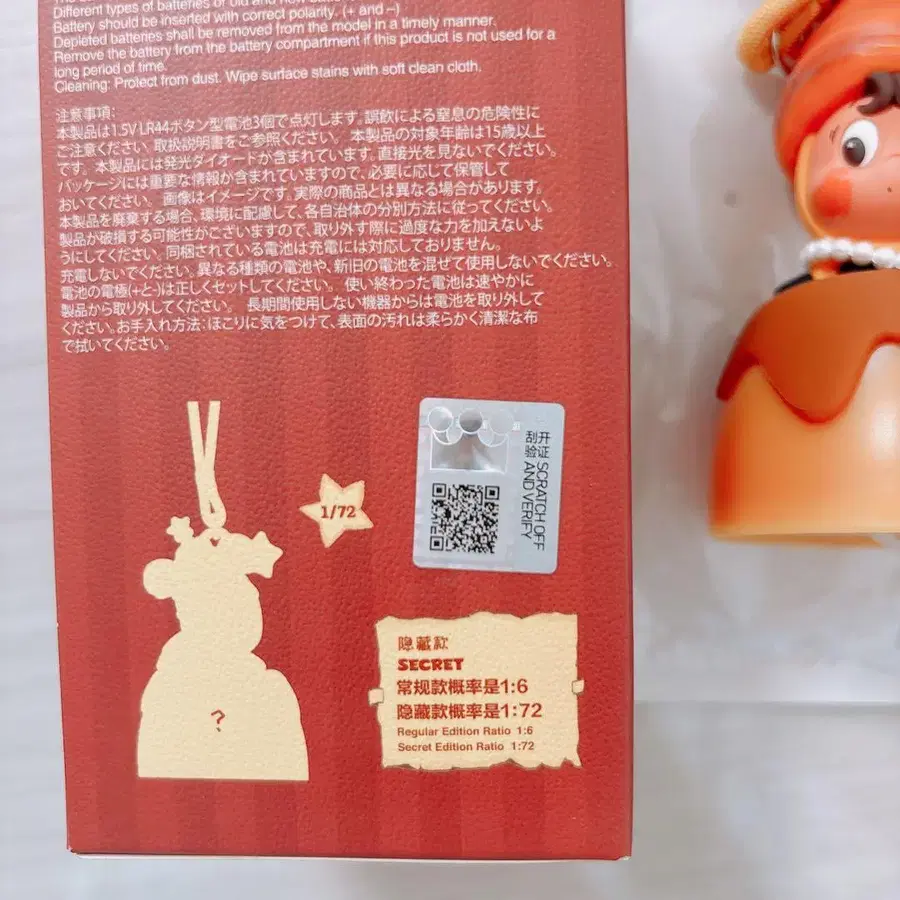 Different types of batteries or old and new
Battery should be inserted with correct polarity. (+ and –)
Depleted batteries shall be removed from the model in a timely manner.
Remove the battery from the battery compartment if this product is not used for a
long period of time.
Cleaning: Protect from dust. Wipe surface stains with soft clean cloth.
注意事項:
本製品は1.5V LR44ボタン型電池3個で点灯します。誤飲による窒息の危険性に
ご注意ください。取扱説明書をご参照ください。 本製品の対象年齢は15歳以上
です。本製品には発光ダイオードが含まれています。直接光を見ないでください。
パッケージには重要な情報が含まれていますので、必要に応じて保管して
おいてください。 画像はイメージです。実際の商品とは異なる場合があります。
本製品を廃棄する場合、環境に配慮して、各自治体の分別方法に従ってください。
製品が破損する可能性がございますので、取り外す際に過度な力を加えないよ
うにしてください。同梱されている電池は充電には対応しておりません。
充電しないでください。異なる種類の電池や、新旧の電池を混ぜて使用しないでください。
電池の電極(+と-)は正しくセットしてください。 使い終わった電池は速やかに
製品から取り外してください。 長期間使用しない機器からは電池を取り外して
ください。お手入れ方法:ほこりに気をつけて、表面の汚れは柔らかく清潔な布
で拭いてください。
1/72
刮开
验证
SCRATCH OFF
AND VERIFY
?
隐藏款
SECRET
常规款概率是1:6
隐藏款概率是1:72
Regular Edition Ratio 1:6
Secret Edition Ratio 1:72